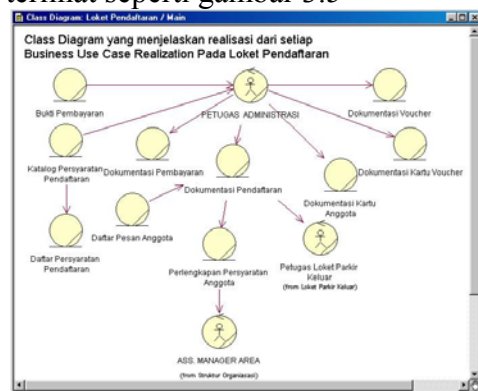 terlihat seperti gambar 3.3
Class Diagram: Loket Pendaftaran / Main
Class Diagram yang menjelaskan realisasi dari setiap
Business Use Case Realization Pada Loket Pendaftaran
Bukti Pembayaran
PETUGAS ADMINISTRASI
Dokumentasi Voucher
Katalog Persyaratan
Pendaftaran
Dokumentasi Pembayaran
Dokumentasi Pendaftaran
Dokumentasi Kartu Voucher
Dokumentasi Kartu
Anggota
Daftar Pesan Anggota
Daftar Persyaratan
Pendaftaran
Perlengkapan Persyaratan
Anggota
Petugas Loket Parkir
Keluar
(from Loket Parkir Keluar)
ASS. MANAGER AREA
(from Struktur Organisasi)